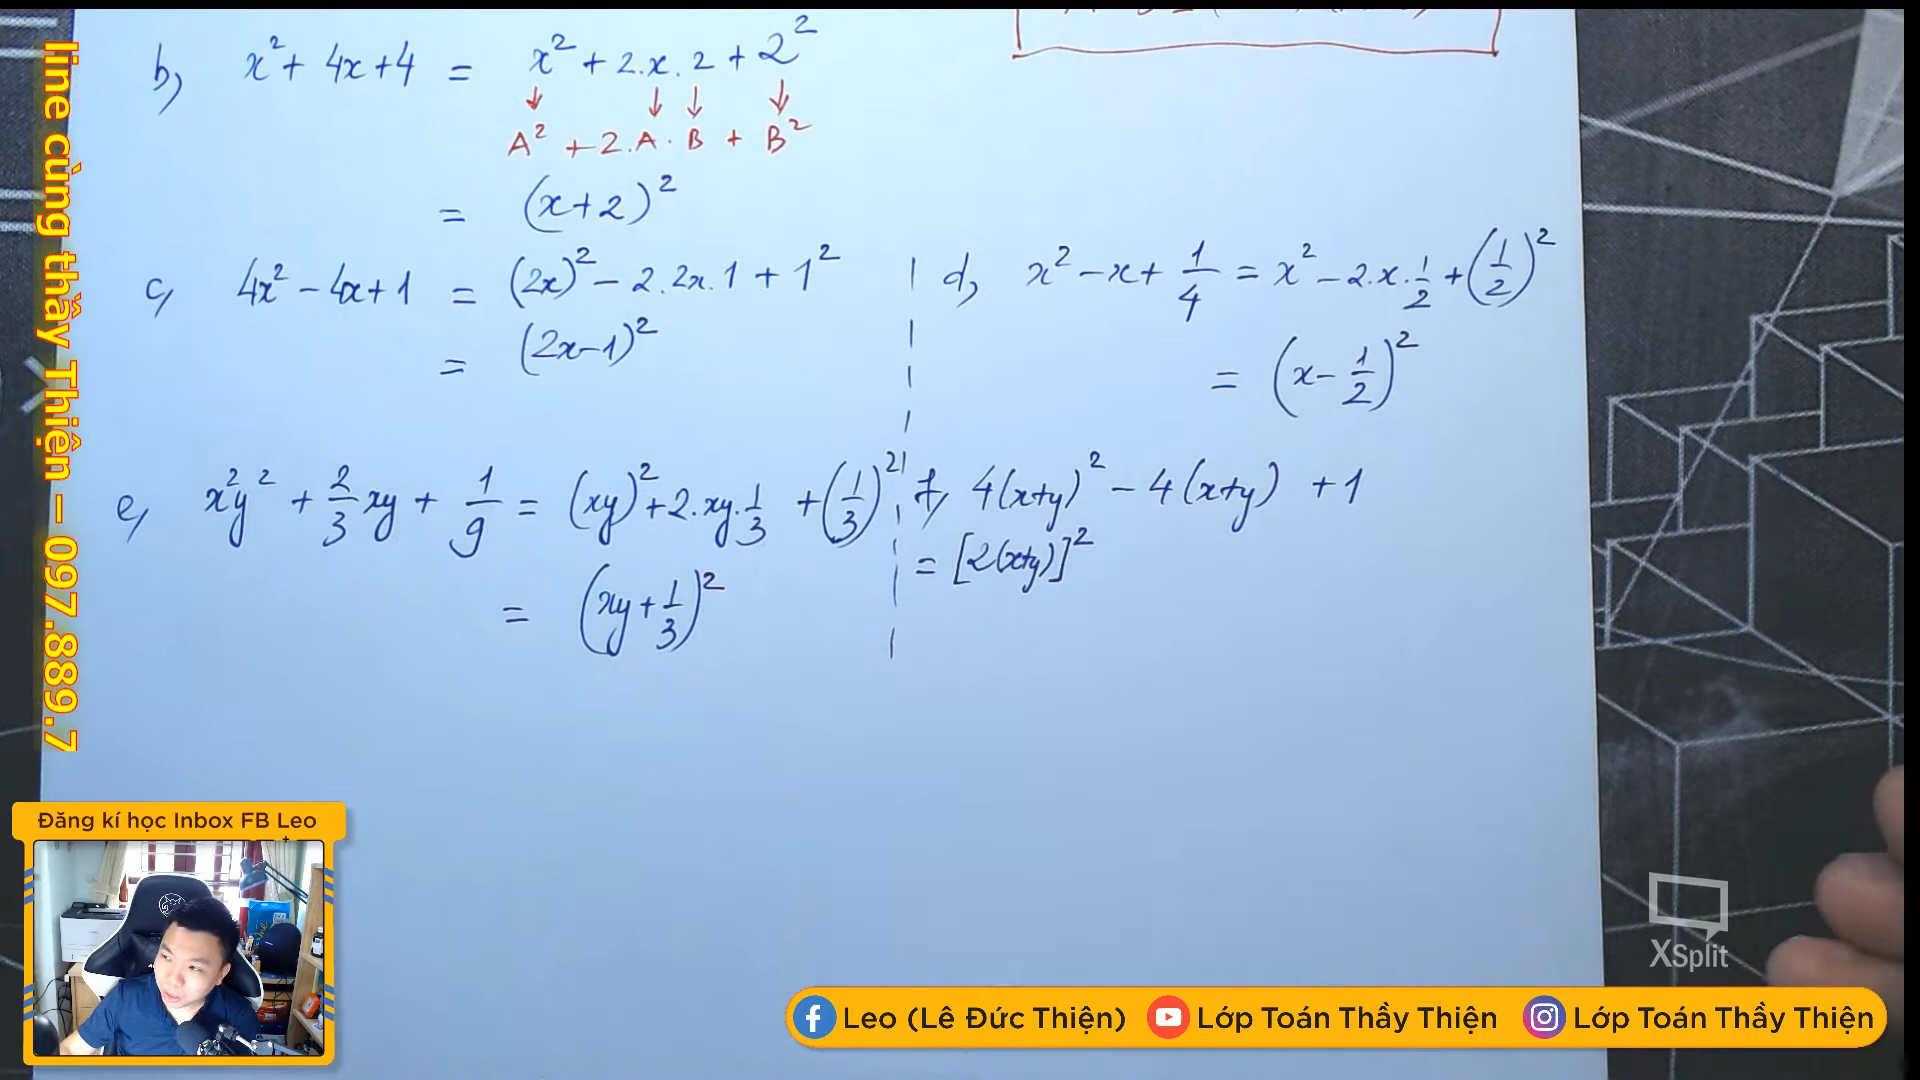 b, x² + 4x + 4 = x² + 2.x.2 + 2²
↓ ↓ ↓ ↓
A² + 2.A.B + B²
= (x+2)²
c, 4x² - 4x + 1 = (2x)² - 2.2x.1 + 1²
= (2x-1)²
d, x² - x + 1/4 = x² - 2.x.1/2 + (1/2)²
= (x - 1/2)²
e, x²y² + 2/3 xy + 1/9 = (xy)² + 2.xy.1/3 + (1/3)²
= (xy + 1/3)²
f, 4(x+y)² - 4(x+y) + 1
= [2(x+y)]²
line cùng thầy Thiện – 097.889.7
Đăng kí học Inbox FB Leo
XSplit
Leo (Lê Đức Thiện) Lớp Toán Thầy Thiện Lớp Toán Thầy Thiện